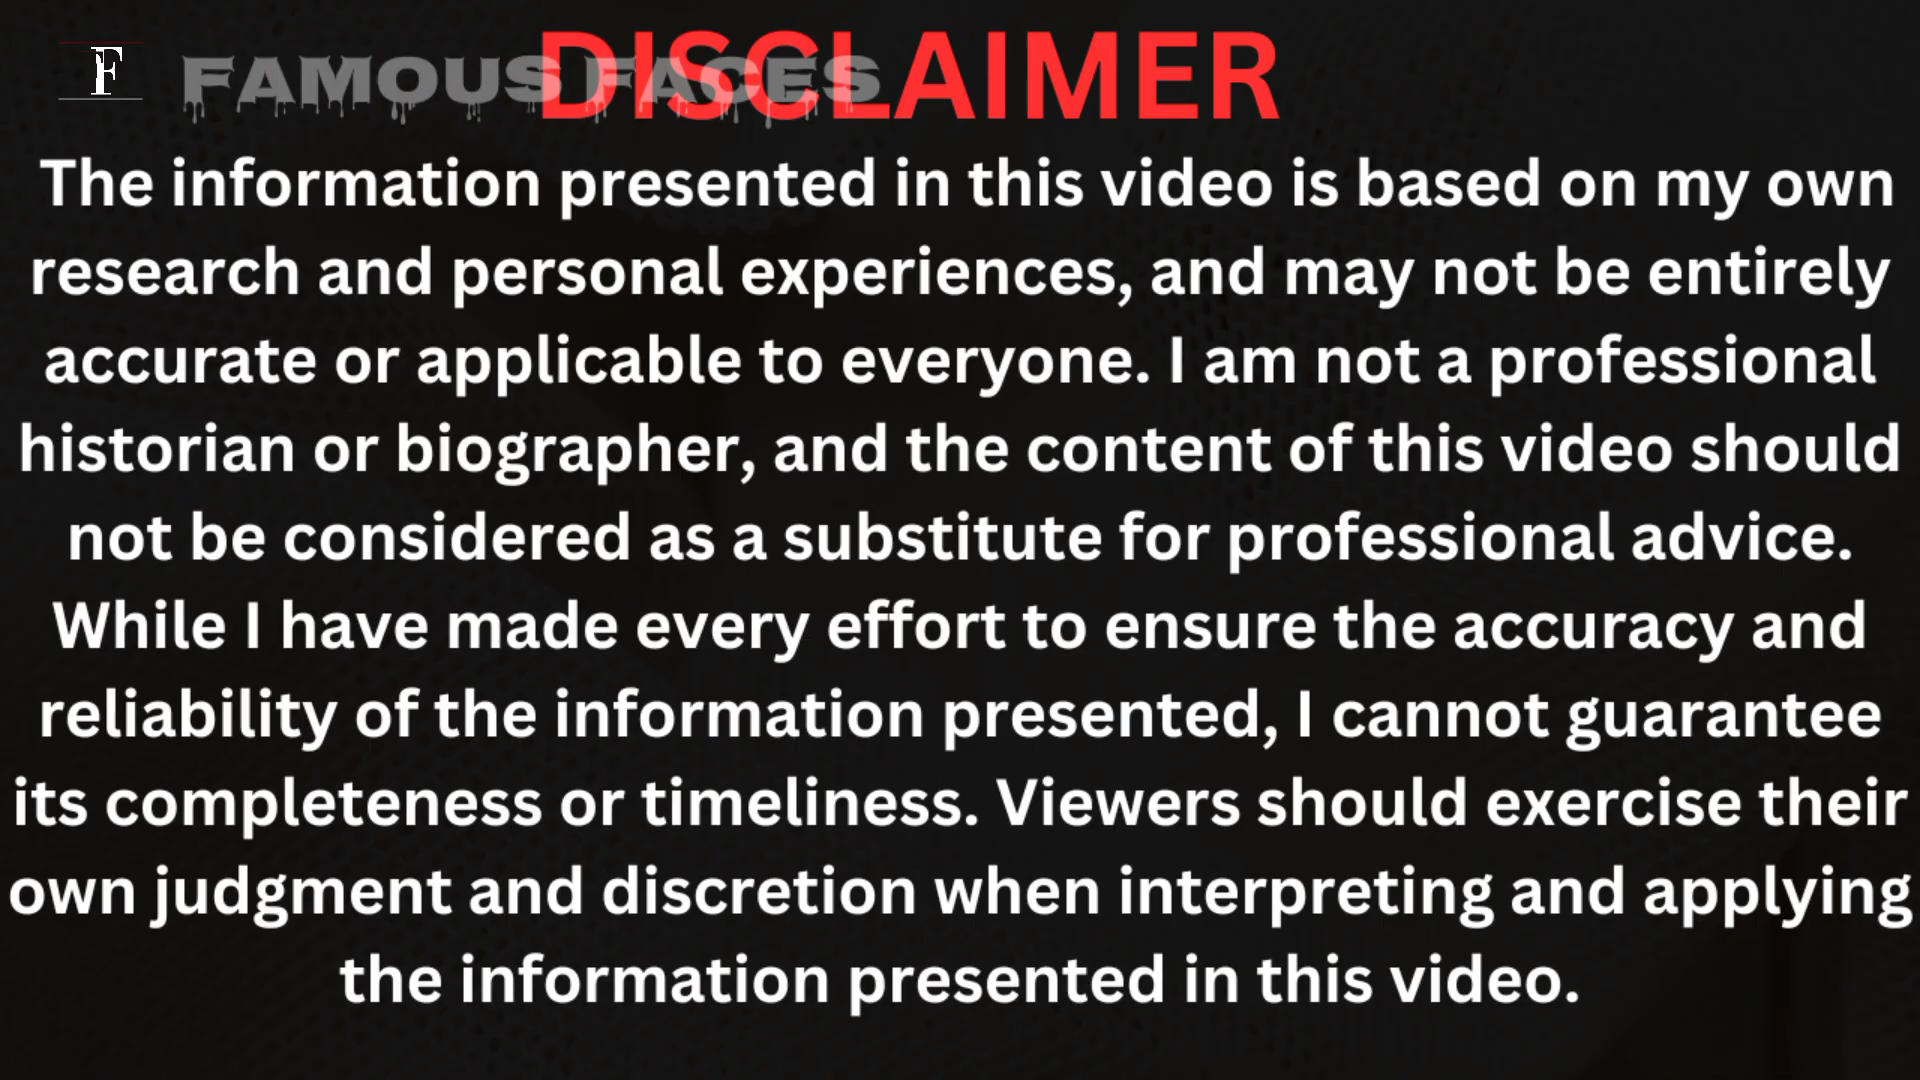 F
FAMOUS FACES
DISCLAIMER
The information presented in this video is based on my own
research and personal experiences, and may not be entirely
accurate or applicable to everyone. I am not a professional
historian or biographer, and the content of this video should
not be considered as a substitute for professional advice.
While I have made every effort to ensure the accuracy and
reliability of the information presented, I cannot guarantee
its completeness or timeliness. Viewers should exercise their
own judgment and discretion when interpreting and applying
the information presented in this video.